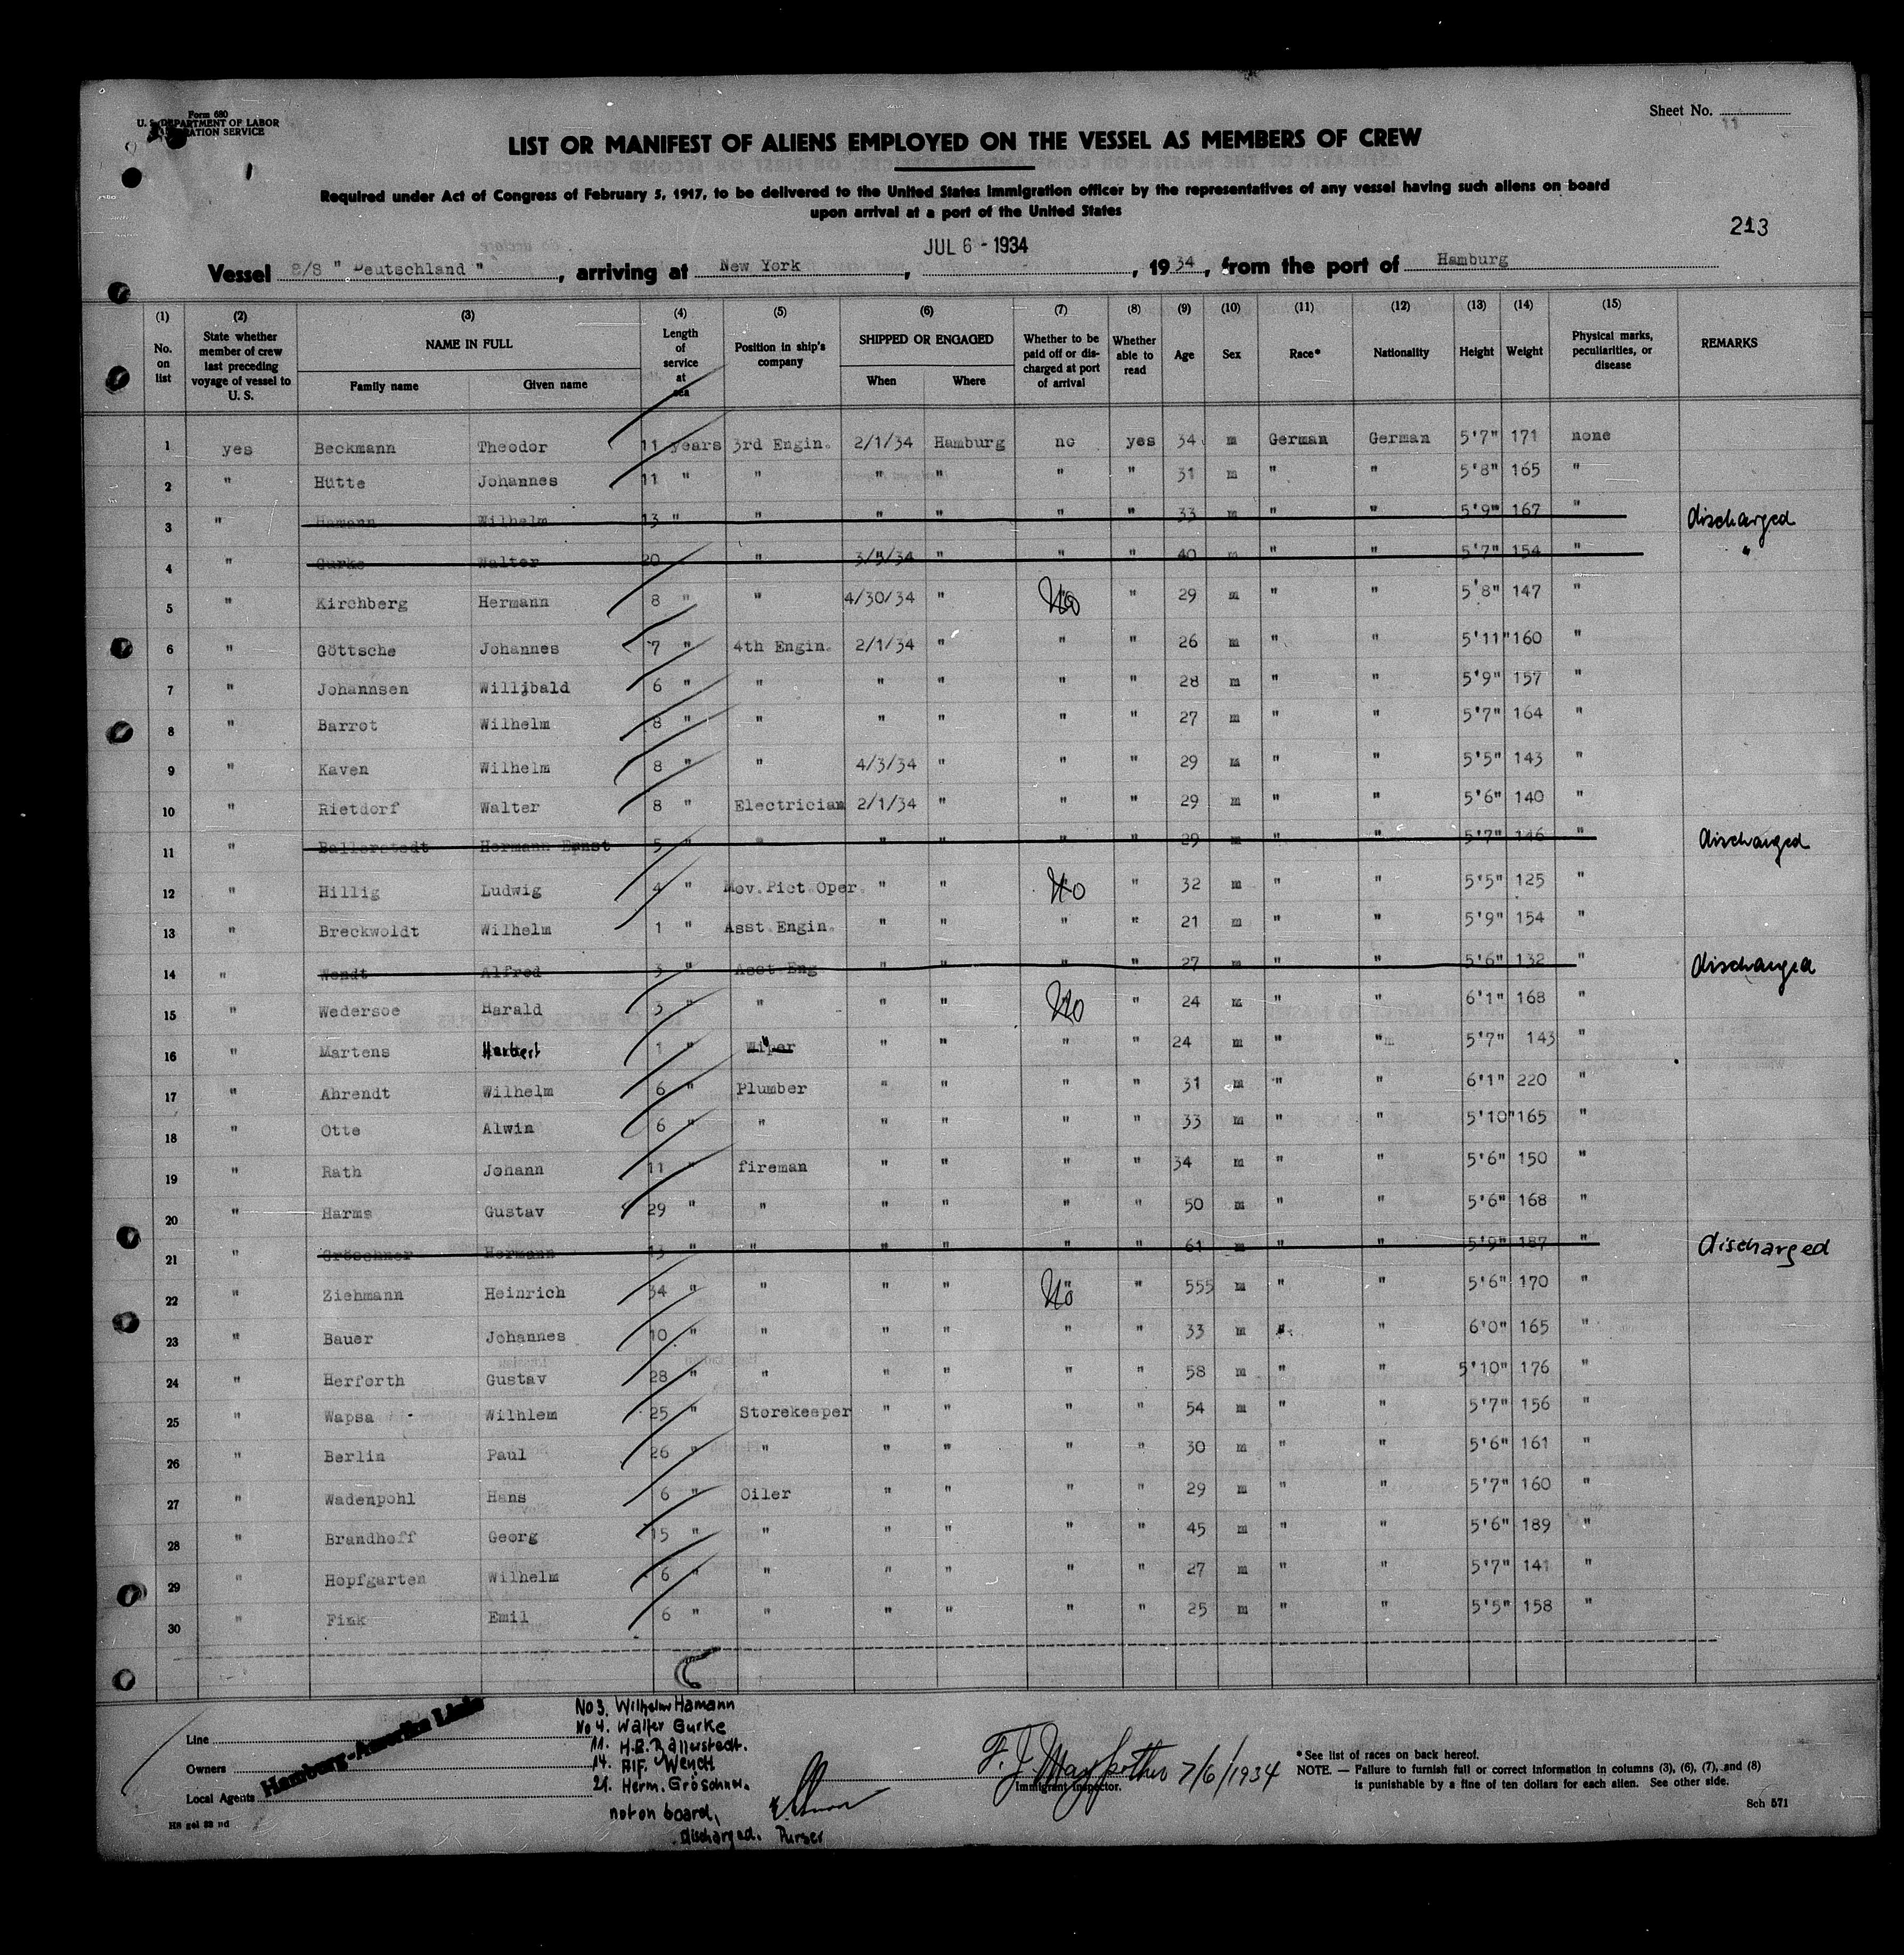 Form 680
U. S. DEPARTMENT OF LABOR
Sheet No. 11
LIST OR MANIFEST OF ALIENS EMPLOYED ON THE VESSEL AS MEMBERS OF CREW
Required under Act of Congress of February 5, 1917, to be delivered to the United States Immigration officer by the representatives of any vessel having such aliens on board
upon arrival at a port of the United States
213
JUL 6 - 1934
Vessel S/S " Deutschland ", arriving at New York, , 1934, from the port of Hamburg
(1) (2) (3) (4) (5) (6) (7) (8) (9) (10) (11) (12) (13) (14) (15)
No. on list State whether member of crew last preceding voyage of vessel to U. S. NAME IN FULL Family name Given name Length of service at sea Position in ship's company SHIPPED OR ENGAGED When Where Whether to be paid off or discharged at port of arrival Whether able to read Age Sex Race* Nationality Height Weight Physical marks, peculiarities, or disease REMARKS
1 yes Beckmann Theodor 11 years 3rd Engin. 2/1/34 Hamburg no yes 34 m German German 5'7" 171 none
2 " Hütte Johannes 11 " " " " " " 31 m " " 5'8" 165 "
3 " Hamann Wilhelm 13 " " " " " " 33 m " " 5'9" 167 " discharged
4 " Gurke Walter 20 " 3/5/34 " " " 40 m " " 5'7" 154 " "
5 " Kirchberg Hermann 8 " " 4/30/34 " No " 29 m " " 5'8" 147 "
6 " Göttsche Johannes 7 " 4th Engin. 2/1/34 " " " 26 m " " 5'11" 160 "
7 " Johannsen Willibald 6 " " " " " " 28 m " " 5'9" 157 "
8 " Barrot Wilhelm 8 " " " " " " 27 m " " 5'7" 164 "
9 " Kaven Wilhelm 8 " " 4/3/34 " " " 29 m " " 5'5" 143 "
10 " Rietdorf Walter 8 " Electrician 2/1/34 " " " 29 m " " 5'6" 140 "
11 " Ballerstedt Hermann Ernst 5 " " " " " " 29 m " " 5'7" 146 " discharged
12 " Hillig Ludwig 4 " Mov.Pict.Oper. " " No " 32 m " " 5'5" 125 "
13 " Breckwoldt Wilhelm 1 " Asst.Engin. " " " " 21 m " " 5'9" 154 "
14 " Wendt Alfred 3 " Asst Eng " " " " 27 m " " 5'6" 132 " discharged
15 " Wedersoe Harald 3 " " " " No " 24 m " " 6'1" 168 "
16 " Martens Herbert 1 " Wiper " " " " " 24 m " " 5'7" 143 "
17 " Ahrendt Wilhelm 6 " Plumber " " " " 31 m " " 6'1" 220 "
18 " Otte Alwin 6 " " " " " " 33 m " " 5'10" 165 "
19 " Rath Johann 11 " fireman " " " " 34 m " " 5'6" 150 "
20 " Harms Gustav 29 " " " " " " 50 m " " 5'6" 168 "
21 " Gröschner Hermann 13 " " " " " " 61 m " " 5'9" 187 " discharged
22 " Ziehmann Heinrich 34 " " " " No " 555 m " " 5'6" 170 "
23 " Bauer Johannes 10 " " " " " " 33 m " " 6'0" 165 "
24 " Herforth Gustav 28 " " " " " " 58 m " " 5'10" 176 "
25 " Wapsa - Wilhlem 25 " Storekeeper " " " " 54 m " " 5'7" 156 "
26 " Berlin Paul 26 " " " " " " 30 m " " 5'6" 161 "
27 " Wadenpohl Hans 6 " Oiler " " " " 29 m " " 5'7" 160 "
28 " Brandhoff Georg 15 " " " " " " 45 m " " 5'6" 189 "
29 " Hopfgarten Wilhelm 6 " " " " " " 27 m " " 5'7" 141 "
30 " Fink Emil 6 " " " " " " 25 m " " 5'5" 158 "
No 3. Wilhelm Hamann
No 4. Walter Gurke
11. H.E. Ballerstedt.
14. Alf. Wendt
21. Herm. Gröschner.
not on board,
discharged. Purser
Line
Owners
Local Agents
Hamburg-Amerika Linie
7/6/1934
Immigrant Inspector.
* See list of races on back hereof.
NOTE. — Failure to furnish full or correct information in columns (3), (6), (7), and (8)
is punishable by a fine of ten dollars for each alien. See other side.
Sch 571